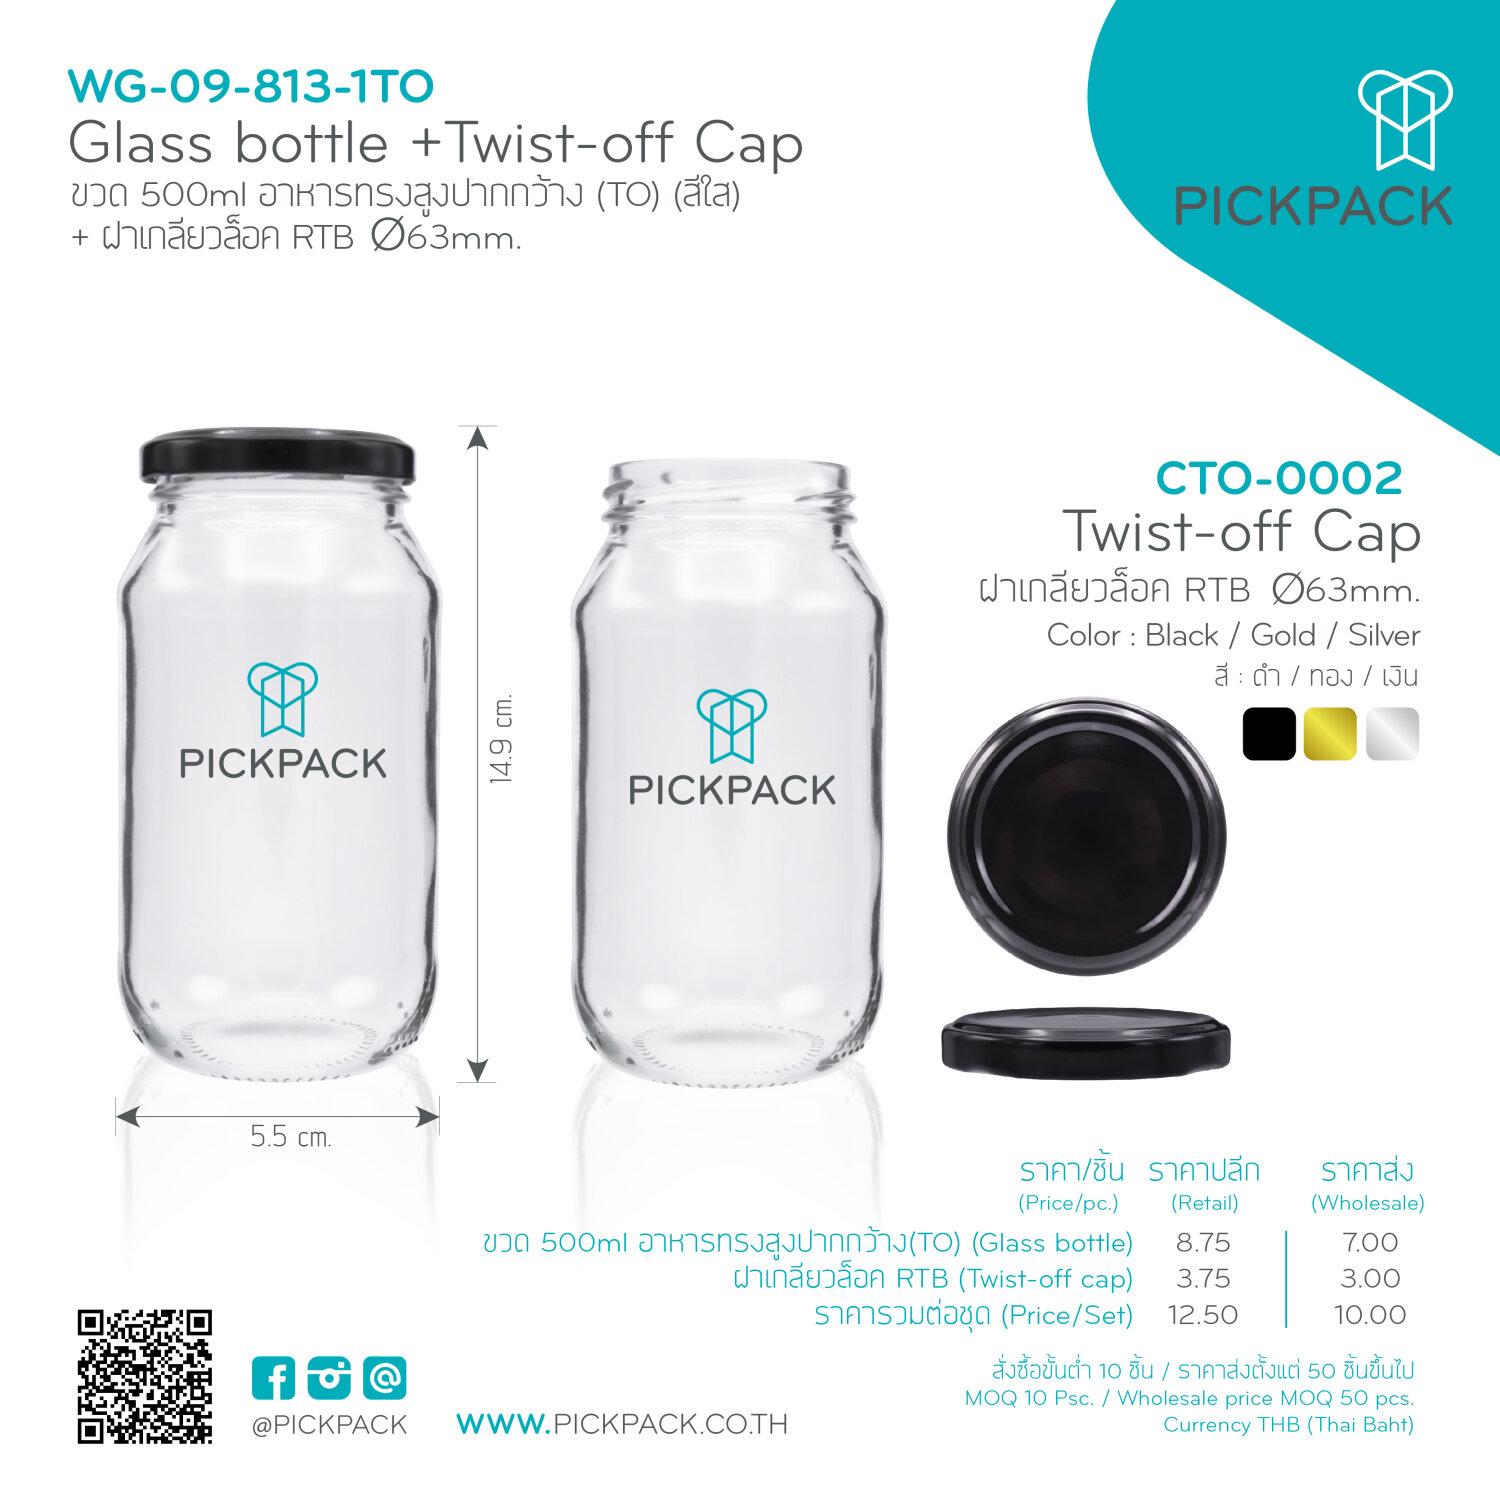 WG-09-813-1TO
Glass bottle +Twist-off Cap
ขวด 500ml อาหารทรงสูงปากกว้าง (TO) (สีใส)
+ ฝาเกลียวล็อค RTB Ø63mm.
PICKPACK
CTO-0002
Twist-off Cap
ฝาเกลียวล็อค RTB Ø63mm.
Color : Black / Gold / Silver
สี : ดำ / ทอง / เงิน
PICKPACK
14.9 cm.
PICKPACK
5.5 cm.
ราคา/ชิ้น ราคาปลีก ราคาส่ง
(Price/pc.) (Retail) (Wholesale)
ขวด 500ml อาหารทรงสูงปากกว้าง(TO) (Glass bottle) 8.75 7.00
ฝาเกลียวล็อค RTB (Twist-off cap) 3.75 3.00
ราคารวมต่อชุด (Price/Set) 12.50 10.00
สั่งซื้อขั้นต่ำ 10 ชิ้น / ราคาส่งตั้งแต่ 50 ชิ้นขึ้นไป
MOQ 10 Psc. / Wholesale price MOQ 50 pcs.
Currency THB (Thai Baht)
@PICKPACK
WWW.PICKPACK.CO.TH